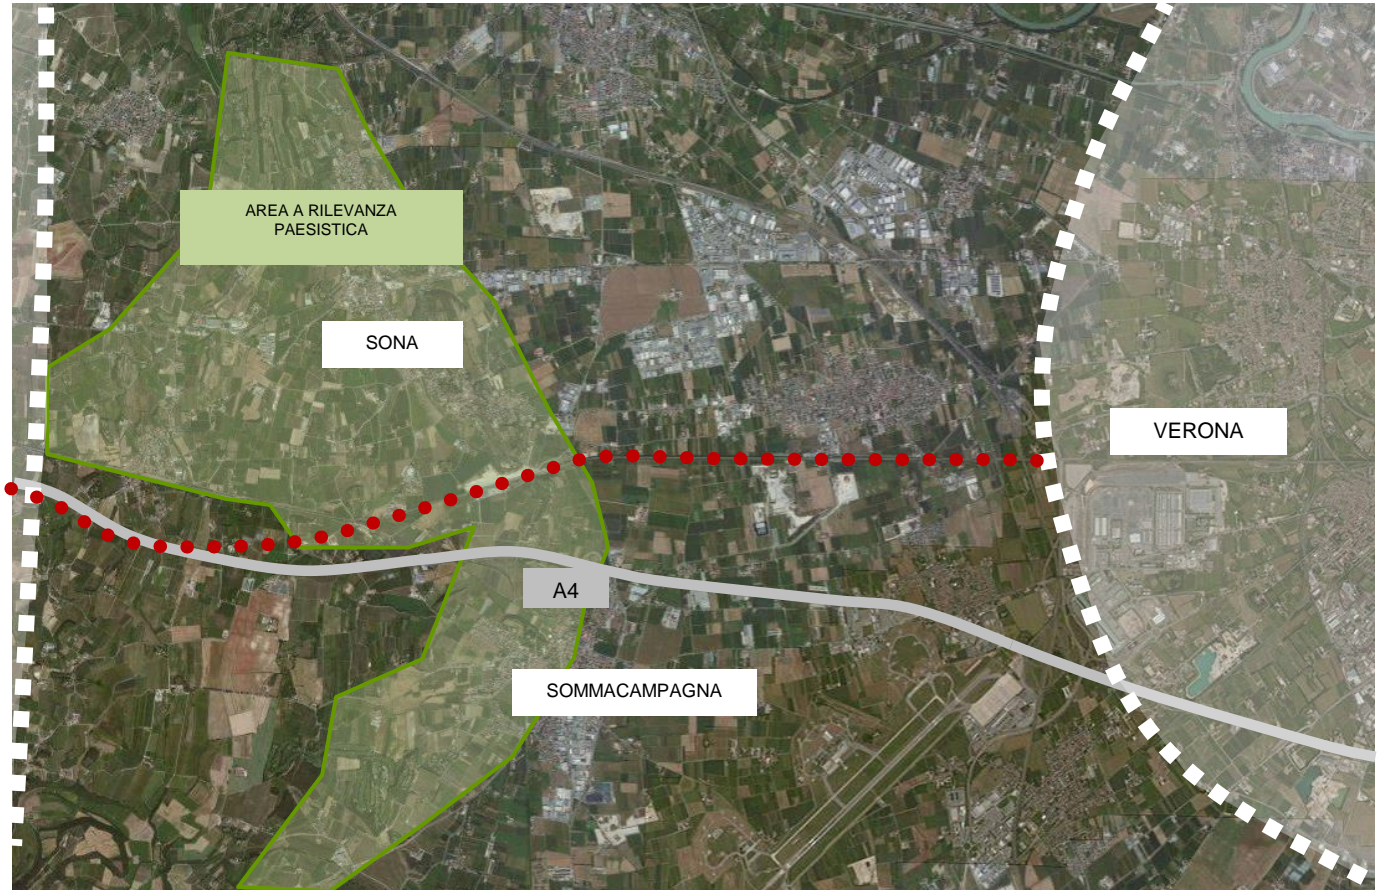 AREA A RILEVANZA
PAESISTICA
SONA
VERONA
A4
SOMMACAMPAGNA